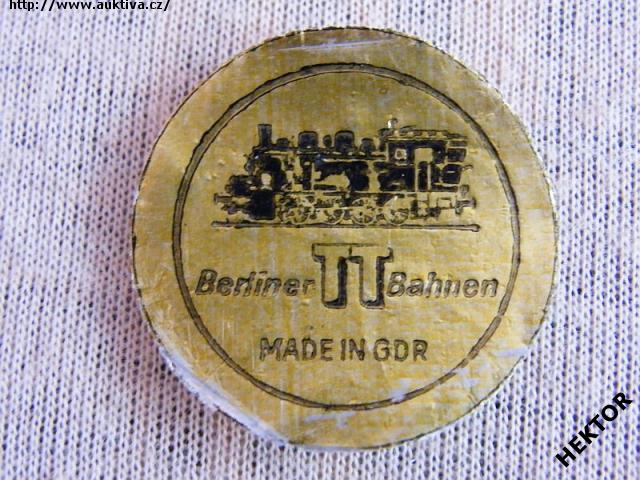 http://www.auktiva.cz/
Berliner TT Bahnen
MADE IN GDR
HEKTOR